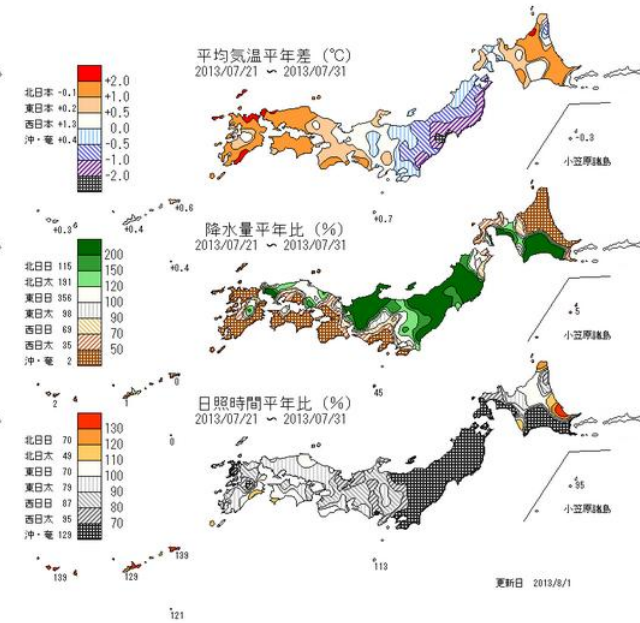 平均気温平年差 (℃)
2013/07/21 ～ 2013/07/31
北日本 -0.1
東日本 +0.2
西日本 +1.3
沖・奄 +0.4
+2.0
+1.0
+0.5
0.0
-0.5
-1.0
-2.0
-0.3
小笠原諸島
+0.6
+0.3
+0.4
+0.7
+0.4
降水量平年比 (%)
2013/07/21 ～ 2013/07/31
北日日 115
北日太 191
東日日 356
東日太 98
西日日 69
西日太 35
沖・奄 2
200
150
120
100
90
70
50
5
小笠原諸島
0
2
1
45
0
日照時間平年比 (%)
2013/07/21 ～ 2013/07/31
北日日 70
北日太 49
東日日 70
東日太 79
西日日 87
西日太 95
沖・奄 129
130
120
110
100
90
80
70
95
小笠原諸島
139
139
129
113
121
更新日 2013/8/1